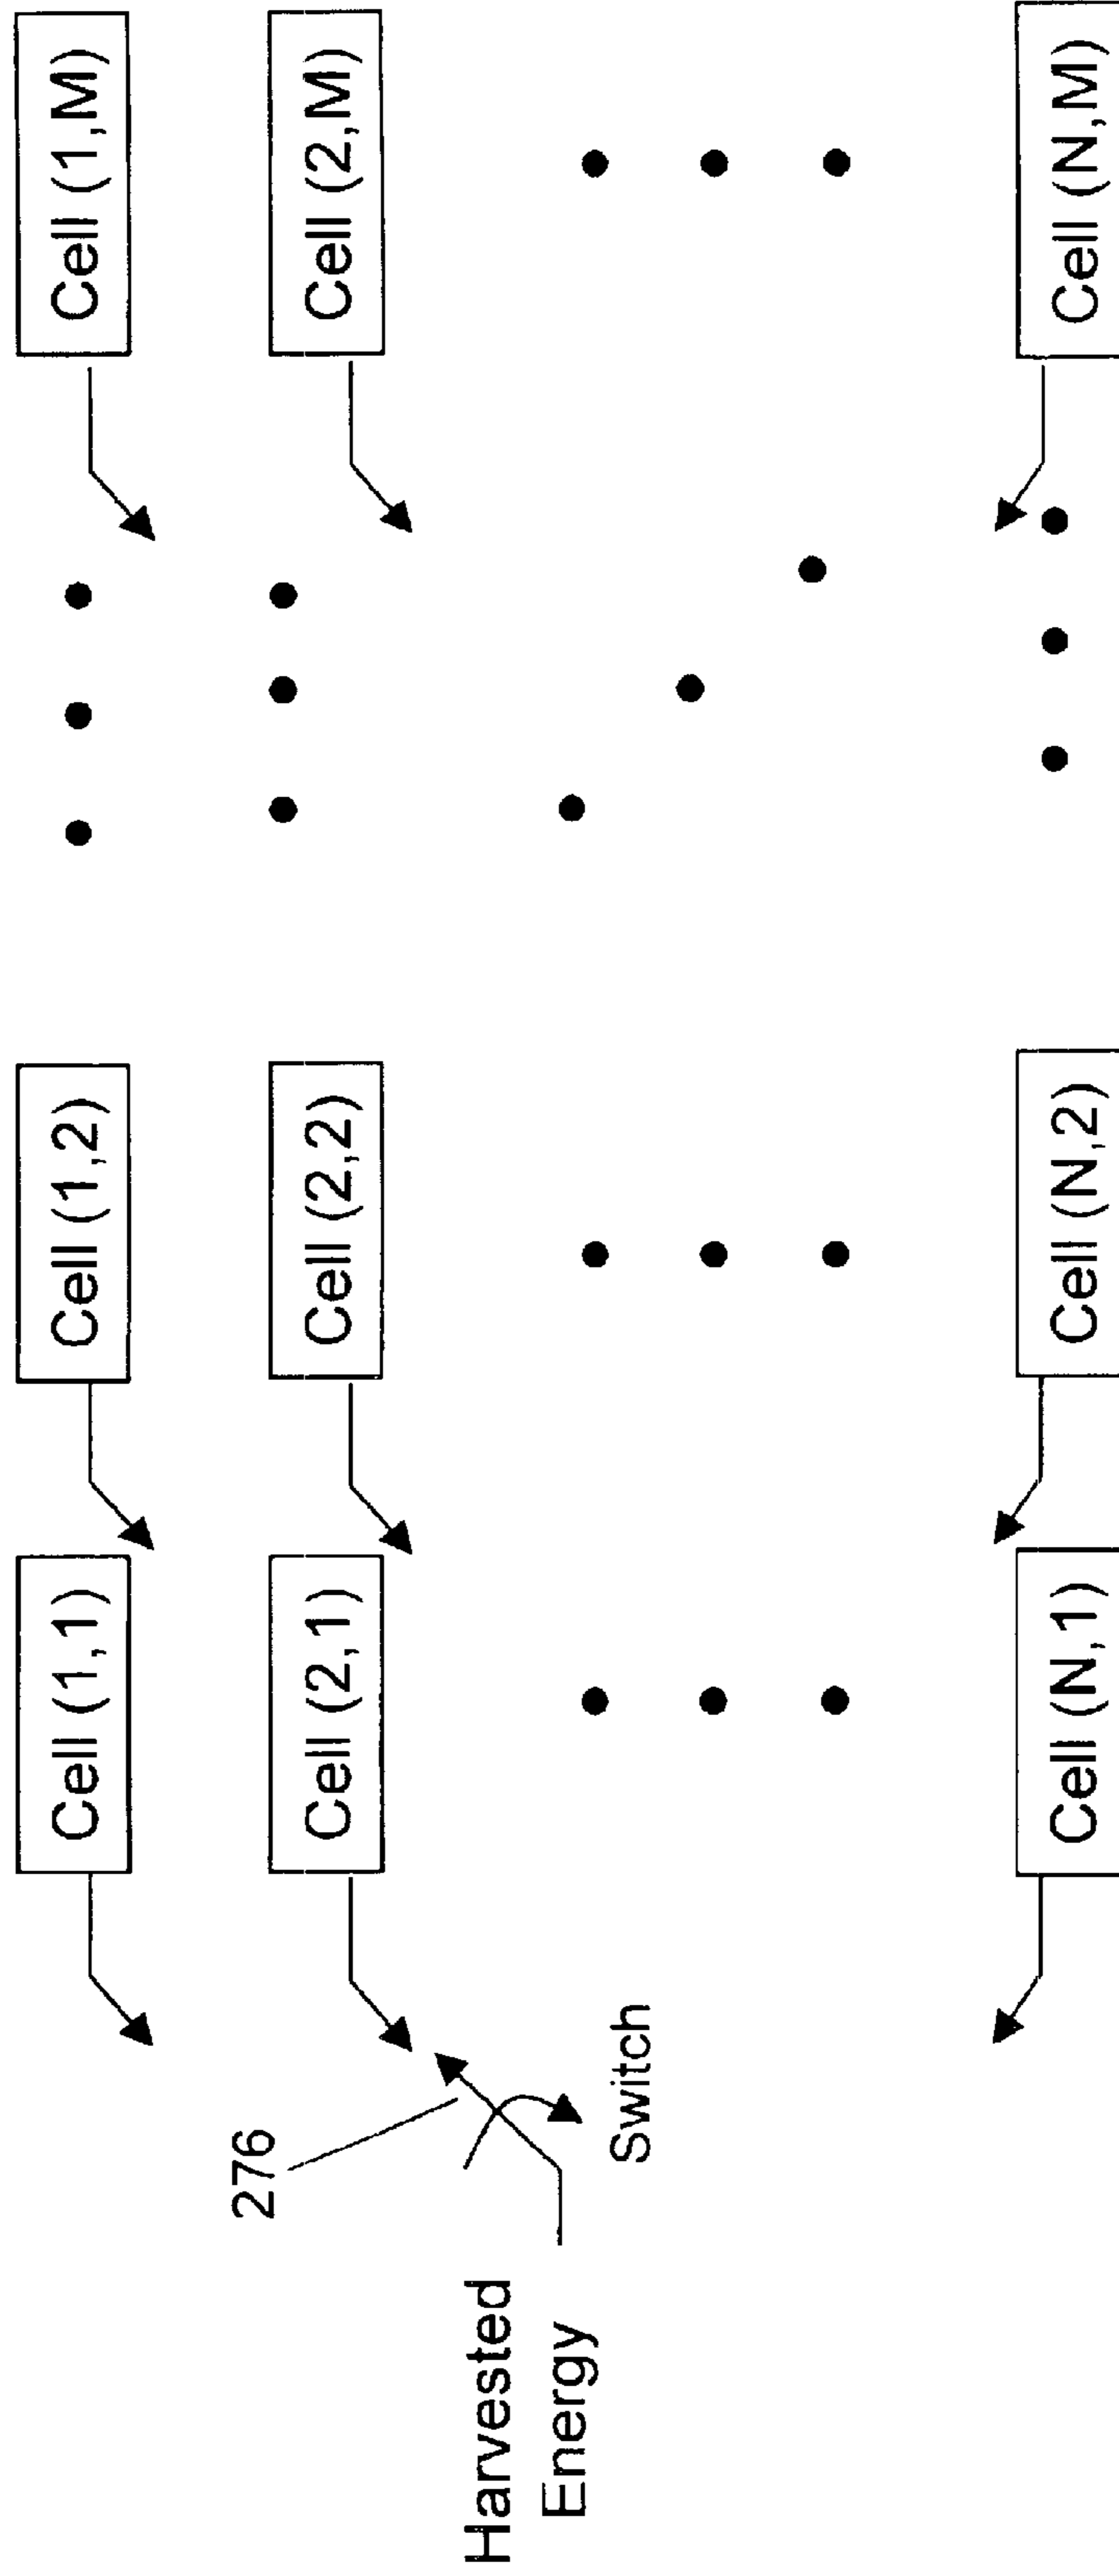 Cell (1,1)
Cell (1,2)
Cell (1,M)
276
Cell (2,1)
Cell (2,2)
Cell (2,M)
Harvested
Energy
Switch
Cell (N,1)
Cell (N,2)
Cell (N,M)